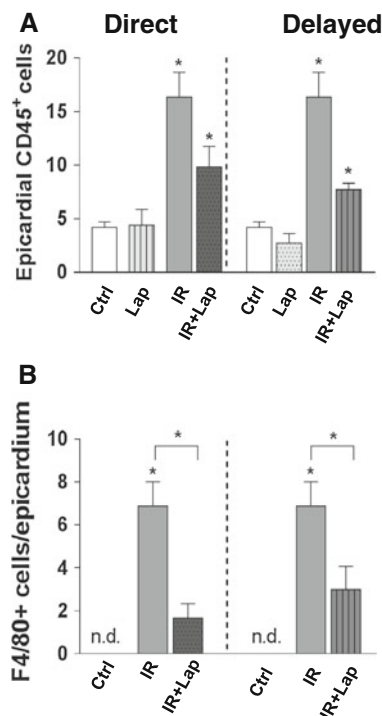 A Direct Delayed
Epicardial CD45+ cells
20
15
10
5
0
* * * *
Ctrl Lap IR IR+Lap Ctrl Lap IR IR+Lap
B
F4/80+ cells/epicardium
10
8
6
4
2
0
* *
* *
n.d. n.d.
Ctrl IR IR+Lap Ctrl IR IR+Lap